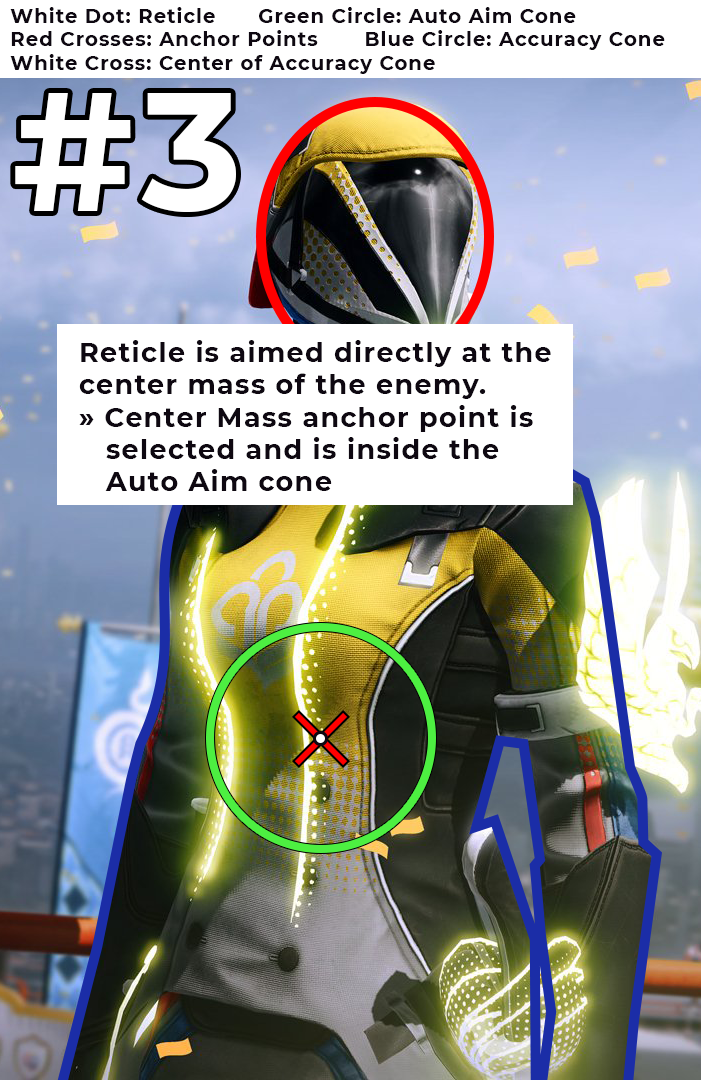 White Dot: Reticle Green Circle: Auto Aim Cone
Red Crosses: Anchor Points Blue Circle: Accuracy Cone
White Cross: Center of Accuracy Cone
#3
Reticle is aimed directly at the
center mass of the enemy.
» Center Mass anchor point is
selected and is inside the
Auto Aim cone